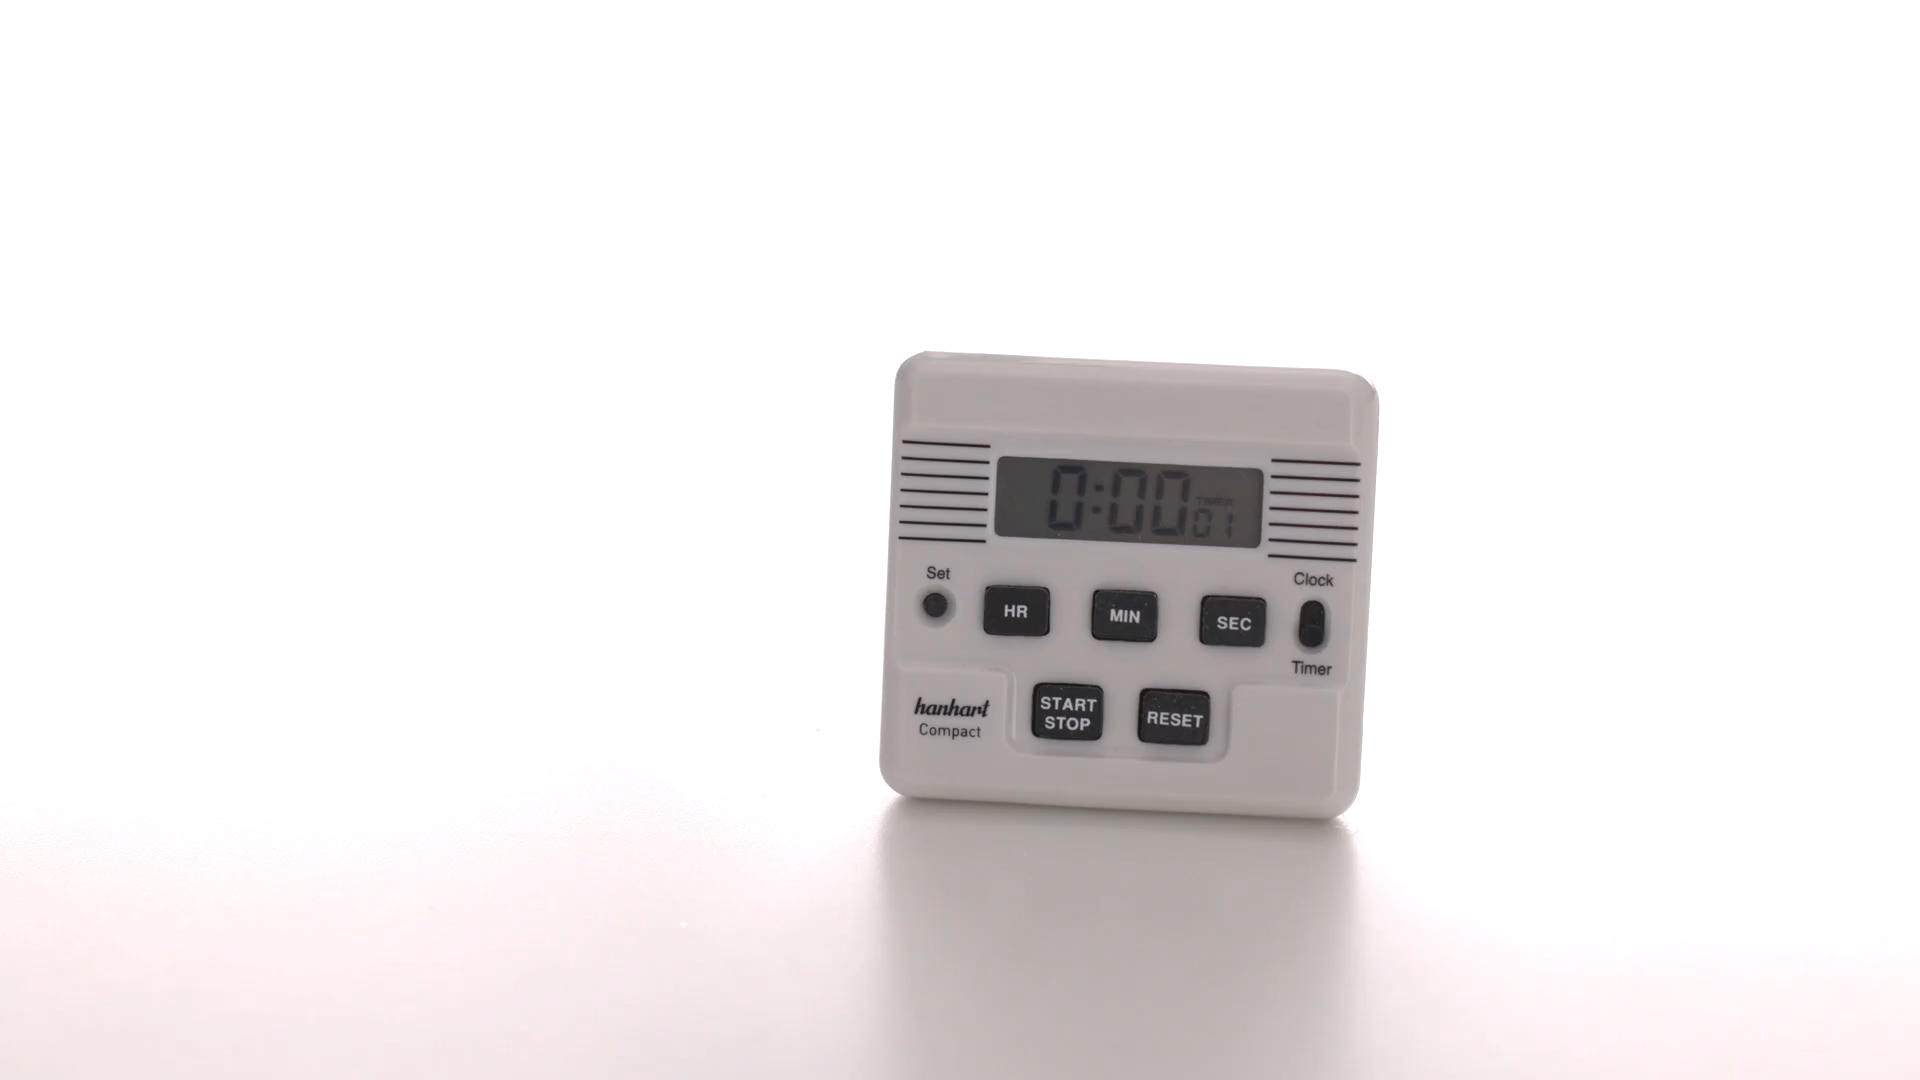 0:00 TIMER
01
Set
Clock
HR
MIN
SEC
Timer
START
STOP
RESET
hanhart
Compact